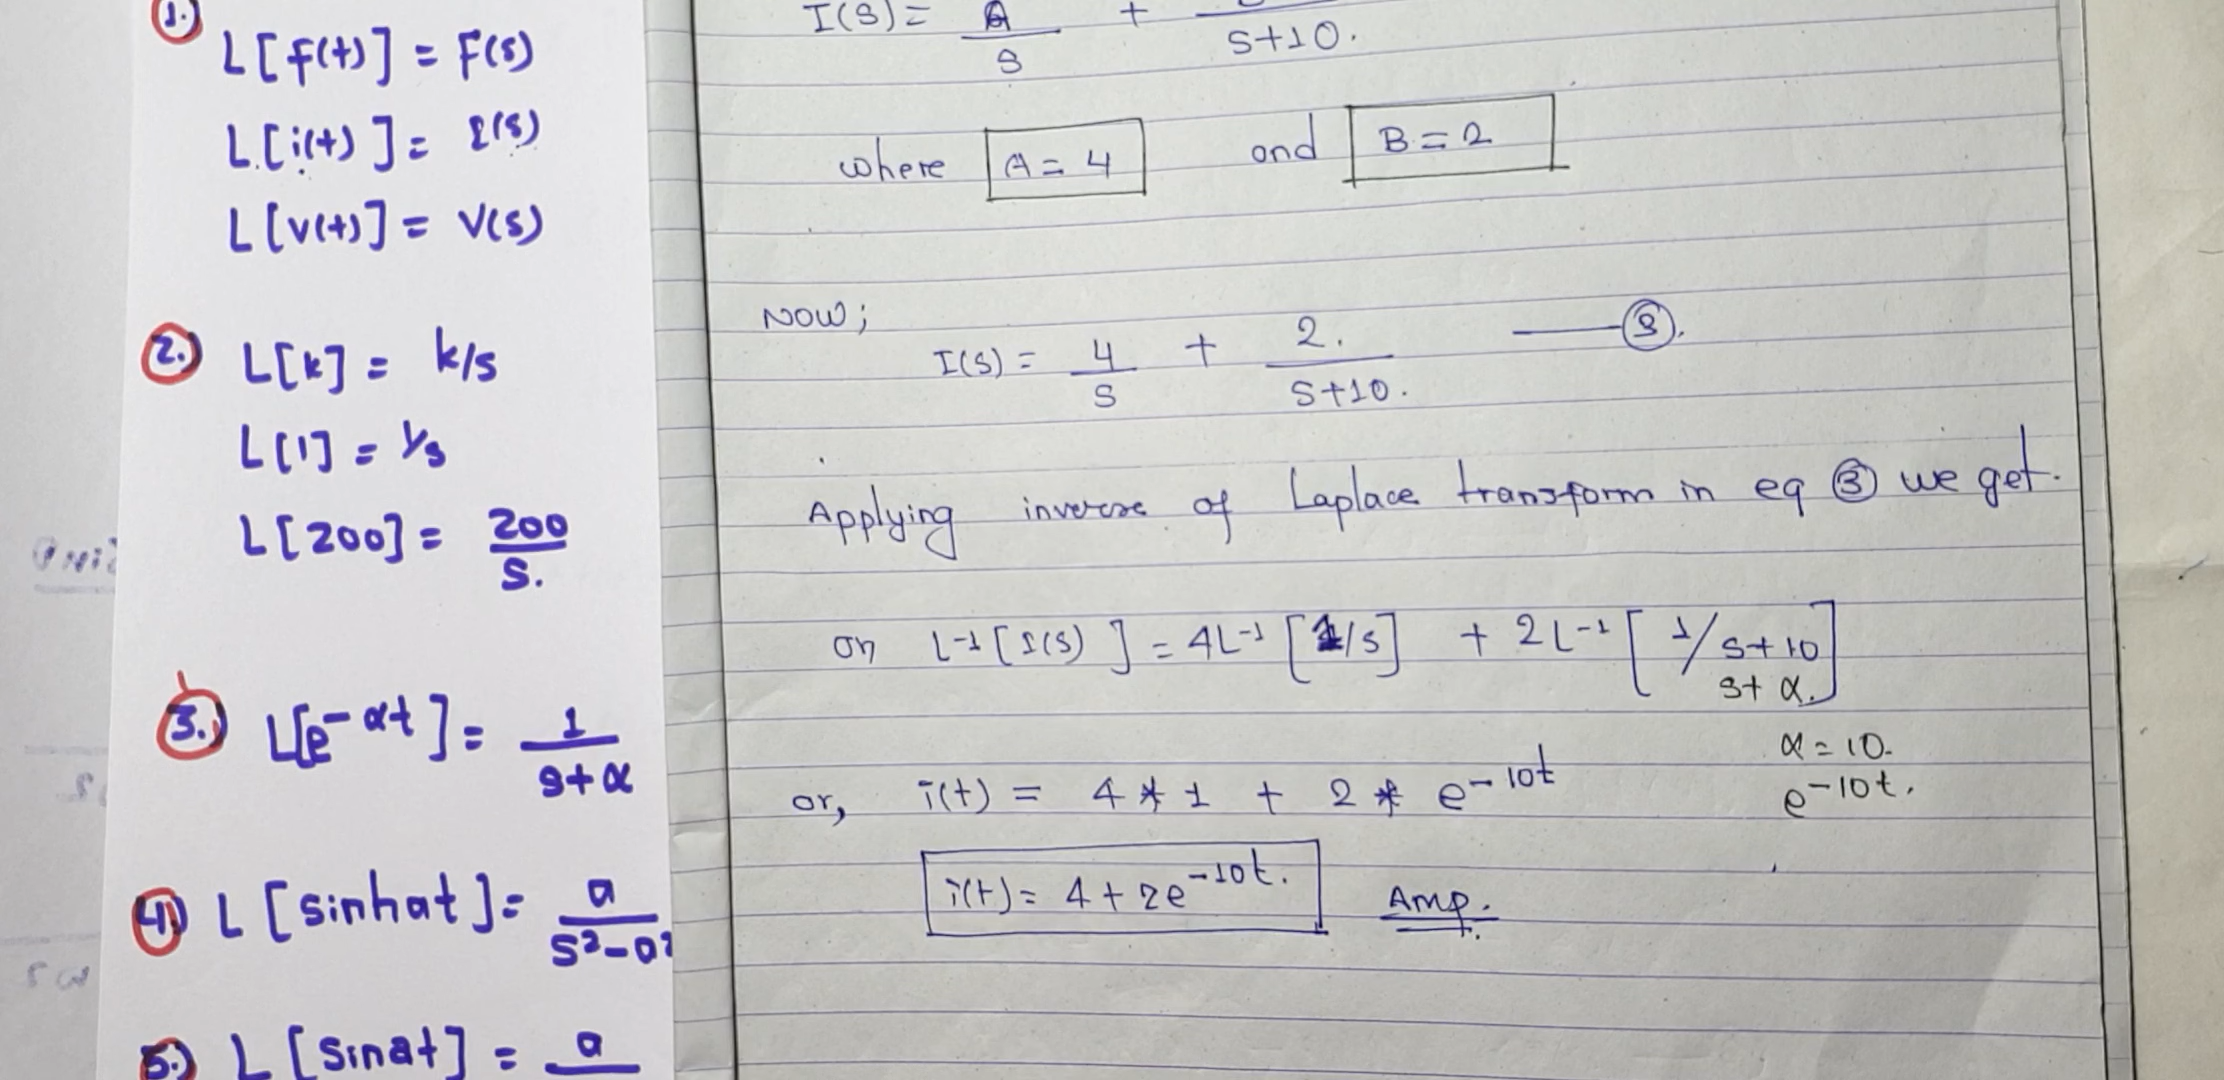 1.)
L[f(t)] = F(s)
L[i(t)] = I(s)
L[v(t)] = V(s)
2.) L[k] = k/s
L[1] = 1/s
L[200] = 200/s.
3.) L[e^-αt] = 1/s+α
4) L[sinhat] = a/s²-a²
5.) L[sinat] = a
I(S) = A/S + /S+10.
where A = 4 and B = 2
Now;
I(S) = 4/S + 2./S+10. —③.
Applying inverse of Laplace transform in eq ③ we get.
or L-1[I(S)] = 4L-1[1/S] + 2L-1[1/S+10]
s+α.
α = 10.
or, i(t) = 4*1 + 2*e^-10t
e^-10t.
i(t) = 4+2e^-10t. Amp.